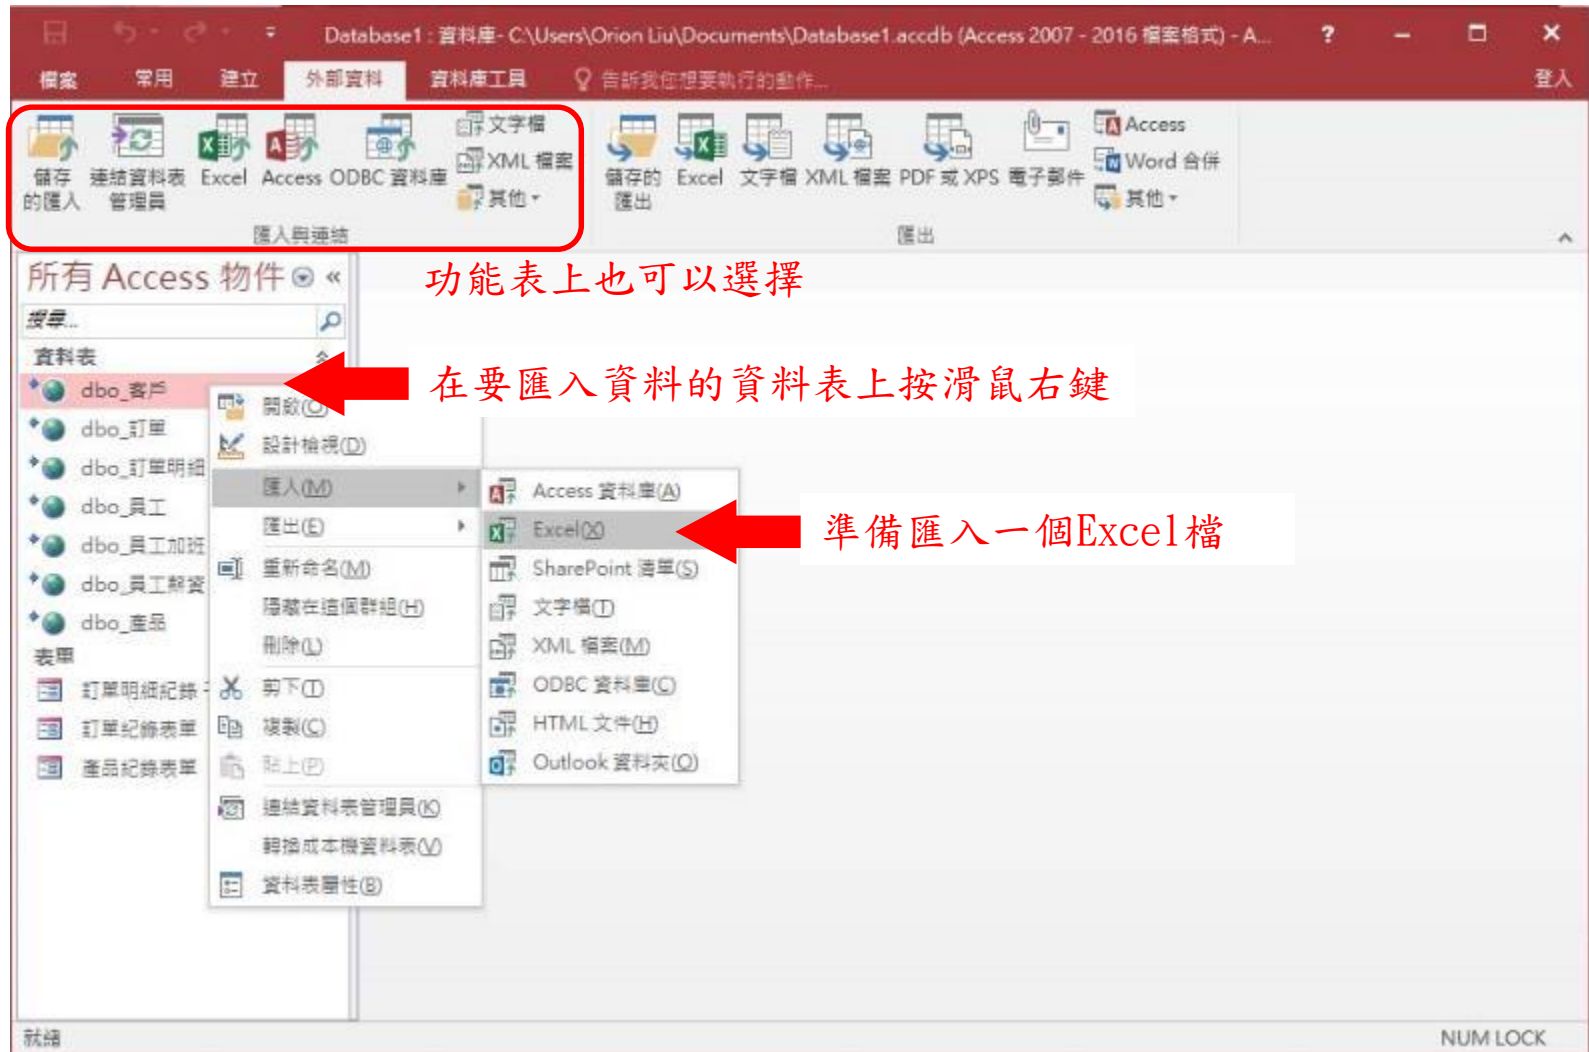 Database1 : 資料庫- C:\Users\Orion Liu\Documents\Database1.accdb (Access 2007 - 2016 檔案格式) - A...
?
檔案 常用 建立 外部資料 資料庫工具 告訴我您想要執行的動作... 登入
儲存的匯入
連結資料表管理員
Excel
Access
ODBC 資料庫
文字檔
XML 檔案
其他
匯入與連結
儲存的匯出
Excel
文字檔
XML 檔案
PDF 或 XPS
電子郵件
Access
Word 合併
其他
匯出
所有 Access 物件 «
功能表上也可以選擇
搜尋...
資料表
dbo_客戶
在要匯入資料的資料表上按滑鼠右鍵
dbo_訂單
dbo_訂單明細
dbo_員工
dbo_員工加班
dbo_員工薪資
dbo_產品
表單
訂單明細紀錄
訂單紀錄表單
產品紀錄表單
開啟(O)
設計檢視(D)
匯入(M)
匯出(E)
重新命名(M)
隱藏在這個群組(H)
刪除(L)
剪下(T)
複製(C)
貼上(P)
連結資料表管理員(K)
轉換成本機資料表(V)
資料表屬性(B)
Access 資料庫(A)
Excel(X)
準備匯入一個Excel檔
SharePoint 清單(S)
文字檔(T)
XML 檔案(M)
ODBC 資料庫(C)
HTML 文件(H)
Outlook 資料夾(O)
就緒
NUM LOCK